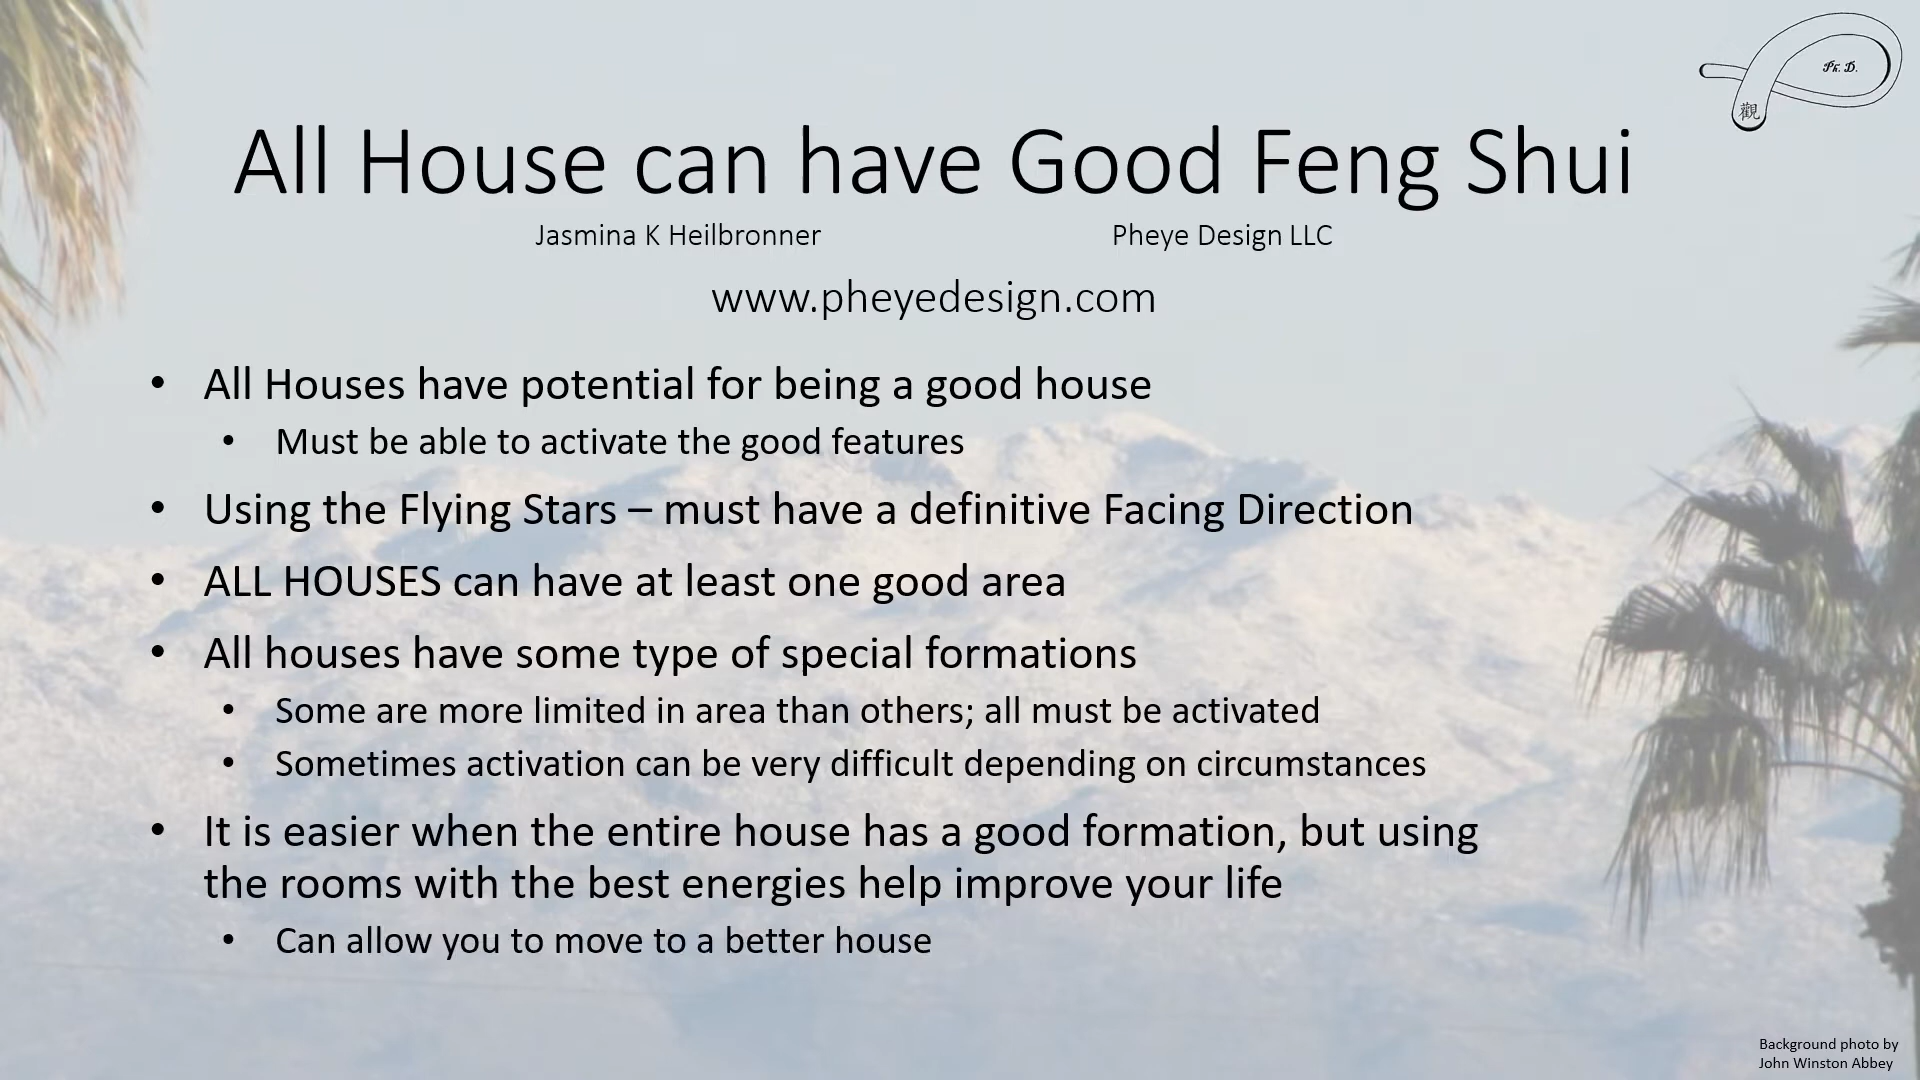 Ph. D.
觀
All House can have Good Feng Shui
Jasmina K Heilbronner Pheye Design LLC
www.pheyedesign.com
• All Houses have potential for being a good house
• Must be able to activate the good features
• Using the Flying Stars – must have a definitive Facing Direction
• ALL HOUSES can have at least one good area
• All houses have some type of special formations
• Some are more limited in area than others; all must be activated
• Sometimes activation can be very difficult depending on circumstances
• It is easier when the entire house has a good formation, but using
the rooms with the best energies help improve your life
• Can allow you to move to a better house
Background photo by
John Winston Abbey